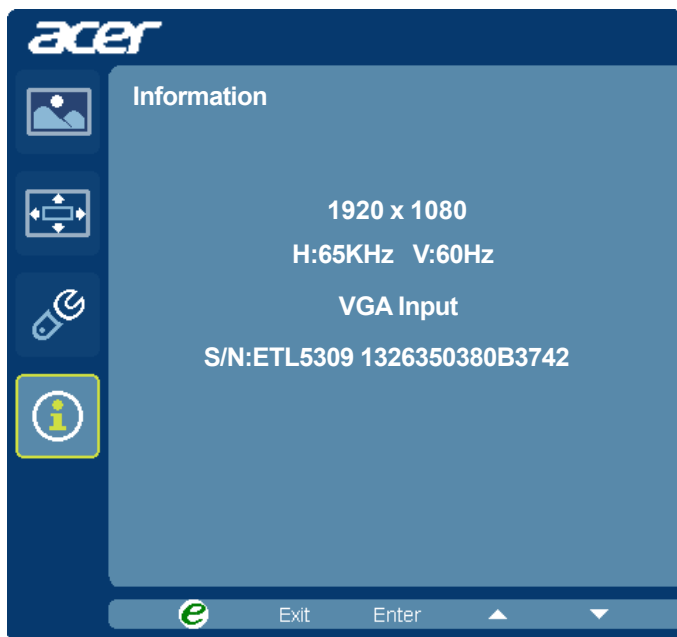 acer
Information
1920 x 1080
H:65KHz V:60Hz
VGA Input
S/N:ETL5309 1326350380B3742
e Exit Enter